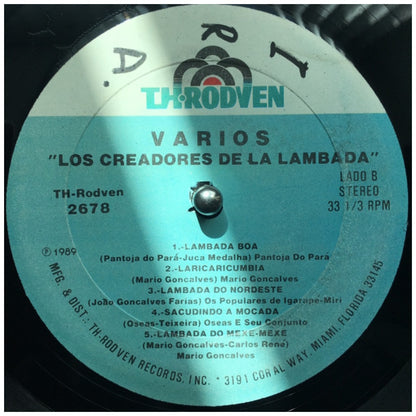 R I
A.
TH-RODVEN
VARIOS
"LOS CREADORES DE LA LAMBADA"
TH-Rodven
2678
LADO B
STEREO
33 1/3 RPM
℗ 1989
1.-LAMBADA BOA
(Pantoja do Pará-Juca Medalha) Pantoja Do Para
2.-LARICARICUMBIA
(Mario Goncalves) Mario Goncalves
3.-LAMBADA DO NORDESTE
(João Goncalves Farias) Os Populares de Igarape-Miri
4.-SACUDINDO A MOCADA
(Oseas-Teixeira) Oseas E Seu Conjunto
5.-LAMBADA DO MEXE-MEXE
(Mario Goncalves-Carlos René)
Mario Goncalves
MFG. & DIST.: TH-RODVEN RECORDS, INC. * 3191 CORAL WAY, MIAMI, FLORIDA 33145